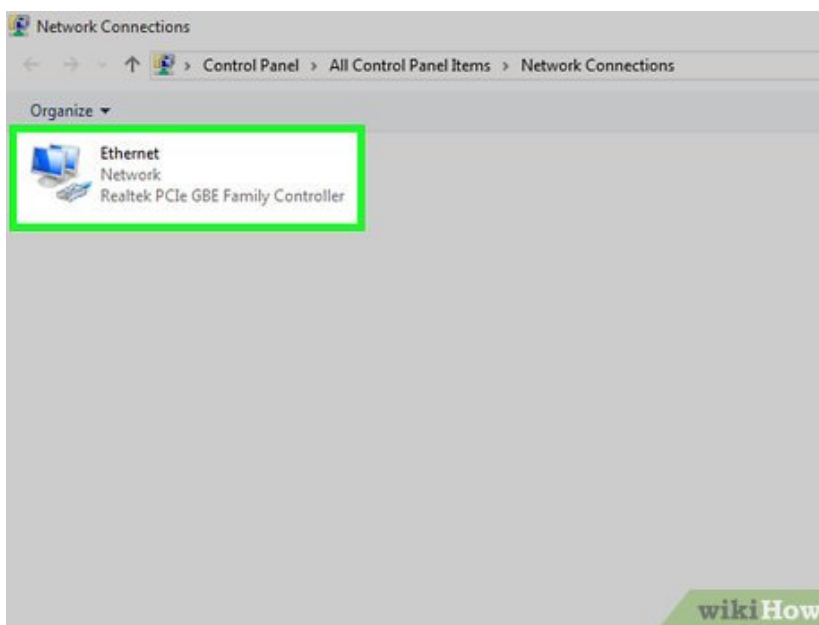 Network Connections
Control Panel > All Control Panel Items > Network Connections
Organize
Ethernet
Network
Realtek PCIe GBE Family Controller
wikiHow